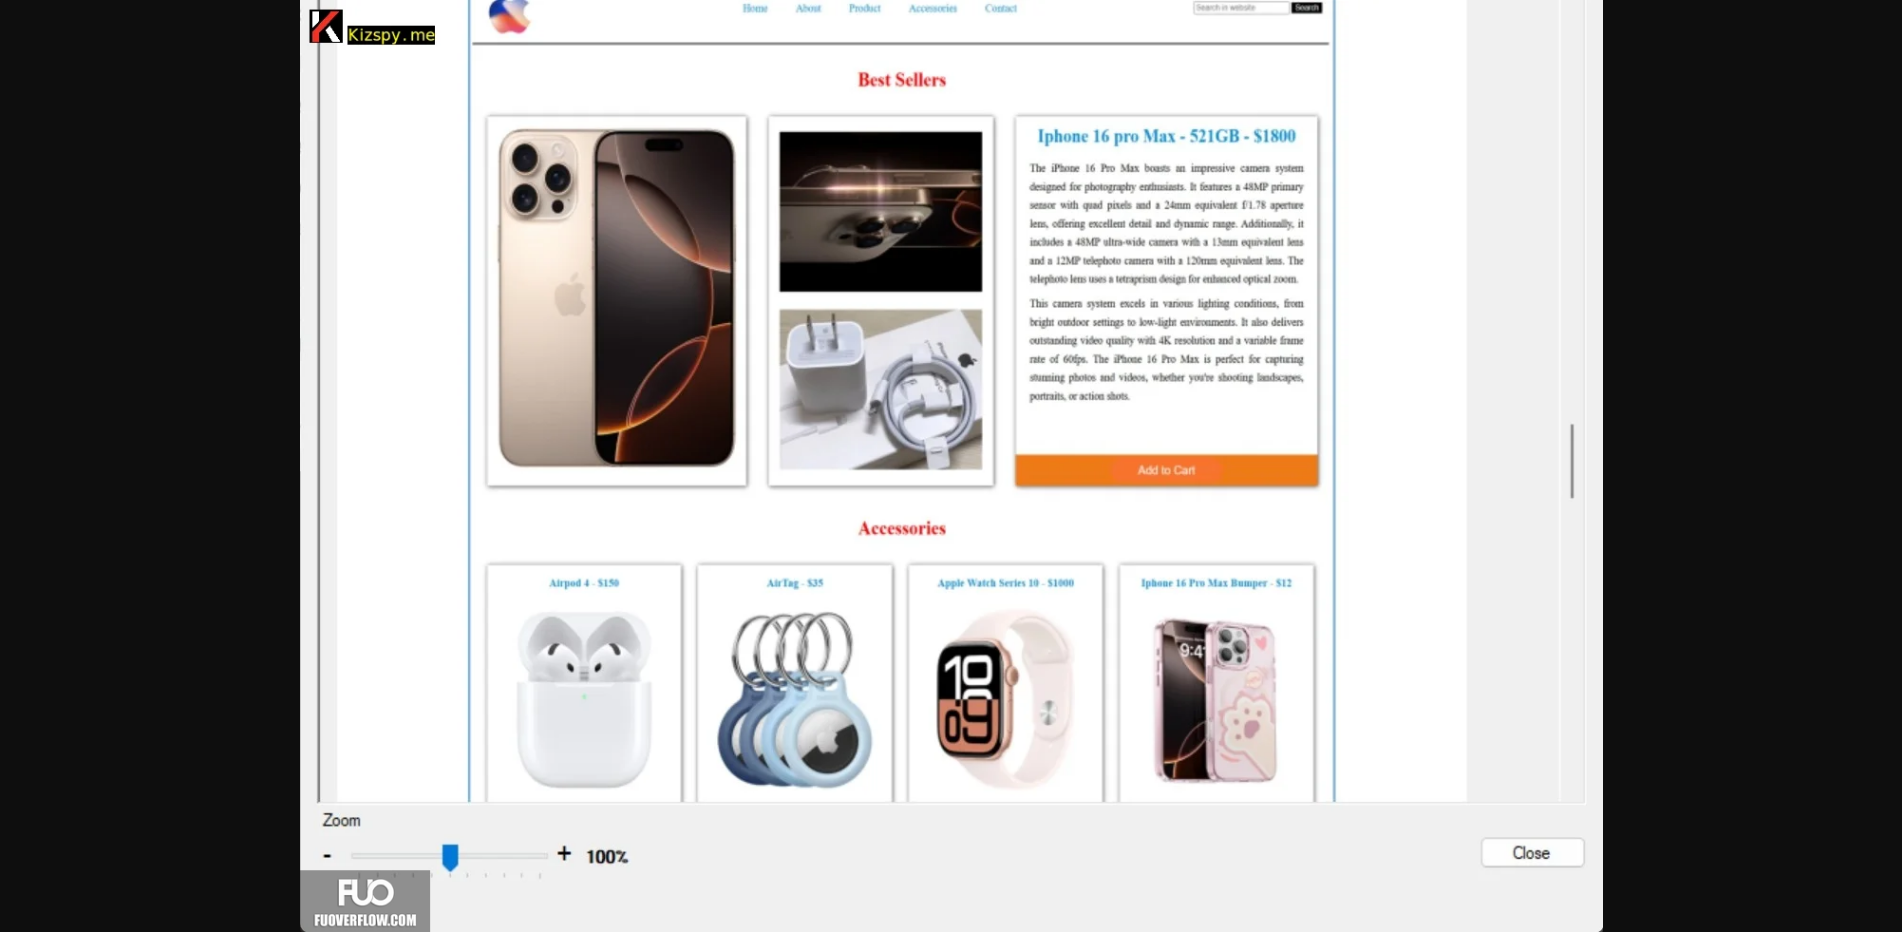 Kizspy.me
Home About Product Accessories Contact
Search in website Search
Best Sellers
Iphone 16 pro Max - 521GB - $1800
The iPhone 16 Pro Max boasts an impressive camera system
designed for photography enthusiasts. It features a 48MP primary
sensor with quad pixels and a 24mm equivalent f/1.78 aperture
lens, offering excellent detail and dynamic range. Additionally, it
includes a 48MP ultra-wide camera with a 13mm equivalent lens
and a 12MP telephoto camera with a 120mm equivalent lens. The
telephoto lens uses a tetraprism design for enhanced optical zoom.
This camera system excels in various lighting conditions, from
bright outdoor settings to low-light environments. It also delivers
outstanding video quality with 4K resolution and a variable frame
rate of 60fps. The iPhone 16 Pro Max is perfect for capturing
stunning photos and videos, whether you're shooting landscapes,
portraits, or action shots.
Add to Cart
Accessories
Airpod 4 - $150
AirTag - $35
Apple Watch Series 10 - $1000
Iphone 16 Pro Max Bumper - $12
10
09
9:41
Zoom
- + 100%
Close
FUO
FUOVERFLOW.COM